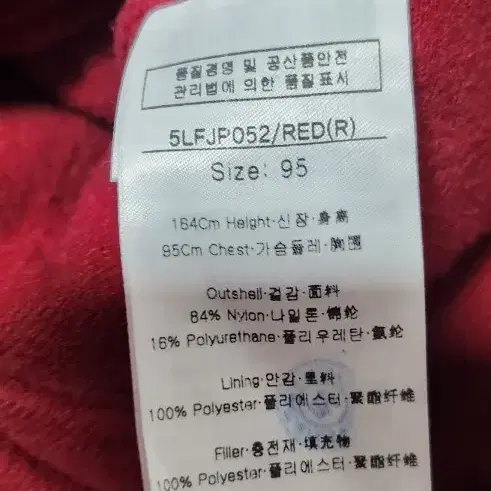 품질경명 및 공산품안전
관리법에 의한 품질표시
5LFJP052/RED(R)
Size: 95
164Cm Height·신장·身高
95Cm Chest·가슴둘레·胸围
Outshell·겉감·面料
84% Nylon·나일론·锦纶
16% Polyurethane·폴리우레탄·氨纶
Lining·안감·里料
100% Polyester·폴리에스터·聚酯纤维
Filler·충전재·填充物
100% Polyester·폴리에스터·聚酯纤维